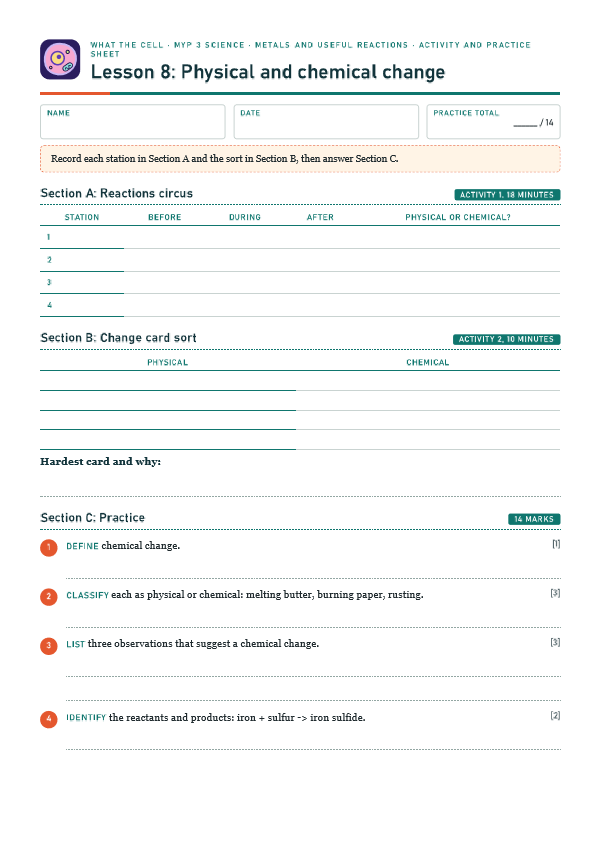 WHAT THE CELL · MYP 3 SCIENCE · METALS AND USEFUL REACTIONS · ACTIVITY AND PRACTICE
SHEET
Lesson 8: Physical and chemical change
NAME
DATE
PRACTICE TOTAL
_____ / 14
Record each station in Section A and the sort in Section B, then answer Section C.
Section A: Reactions circus
ACTIVITY 1, 18 MINUTES
STATION BEFORE DURING AFTER PHYSICAL OR CHEMICAL?
1
2
3
4
Section B: Change card sort
ACTIVITY 2, 10 MINUTES
PHYSICAL CHEMICAL
Hardest card and why:
Section C: Practice
14 MARKS
1 DEFINE chemical change. [1]
2 CLASSIFY each as physical or chemical: melting butter, burning paper, rusting. [3]
3 LIST three observations that suggest a chemical change. [3]
4 IDENTIFY the reactants and products: iron + sulfur -> iron sulfide. [2]